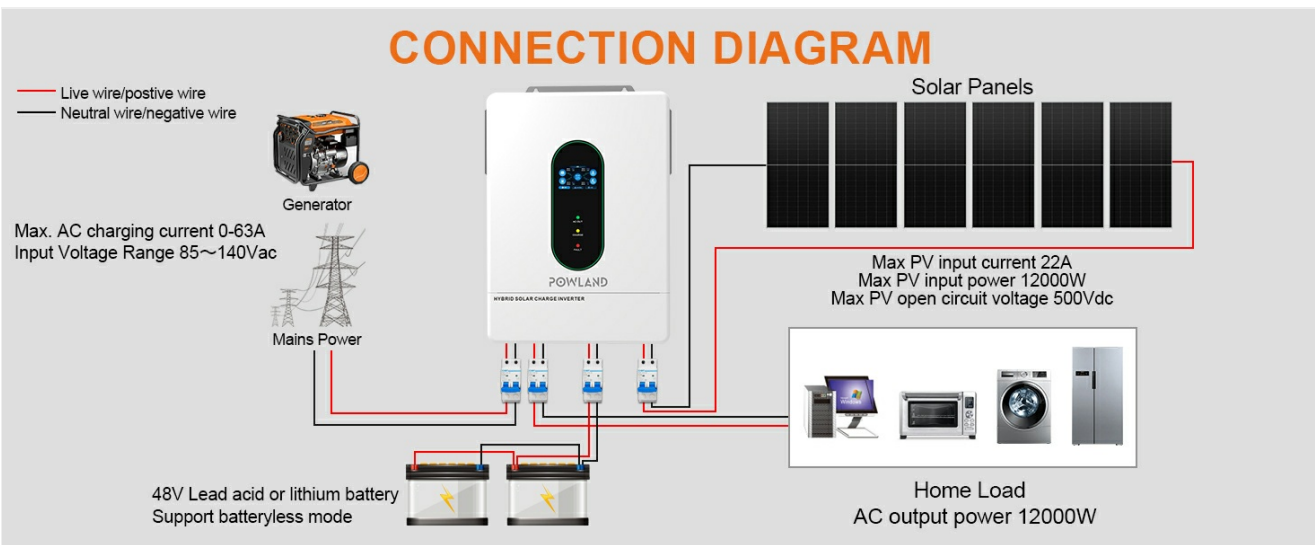 CONNECTION DIAGRAM
Live wire/postive wire
Neutral wire/negative wire
Generator
Max. AC charging current 0-63A
Input Voltage Range 85～140Vac
Mains Power
POWLAND
HYBRID SOLAR CHARGE INVERTER
Solar Panels
Max PV input current 22A
Max PV input power 12000W
Max PV open circuit voltage 500Vdc
48V Lead acid or lithium battery
Support batteryless mode
Home Load
AC output power 12000W